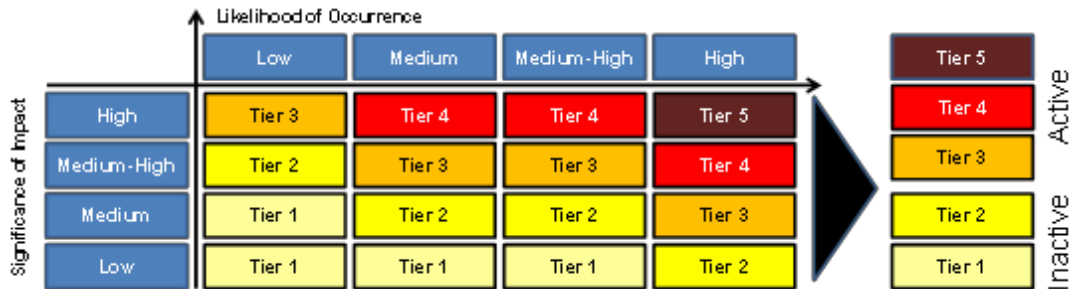 Likelihood of Occurrence
Low Medium Medium-High High
Significance of Impact
High Tier 3 Tier 4 Tier 4 Tier 5
Medium-High Tier 2 Tier 3 Tier 3 Tier 4
Medium Tier 1 Tier 2 Tier 2 Tier 3
Low Tier 1 Tier 1 Tier 1 Tier 2
Tier 5
Tier 4
Tier 3
Active
Tier 2
Tier 1
Inactive